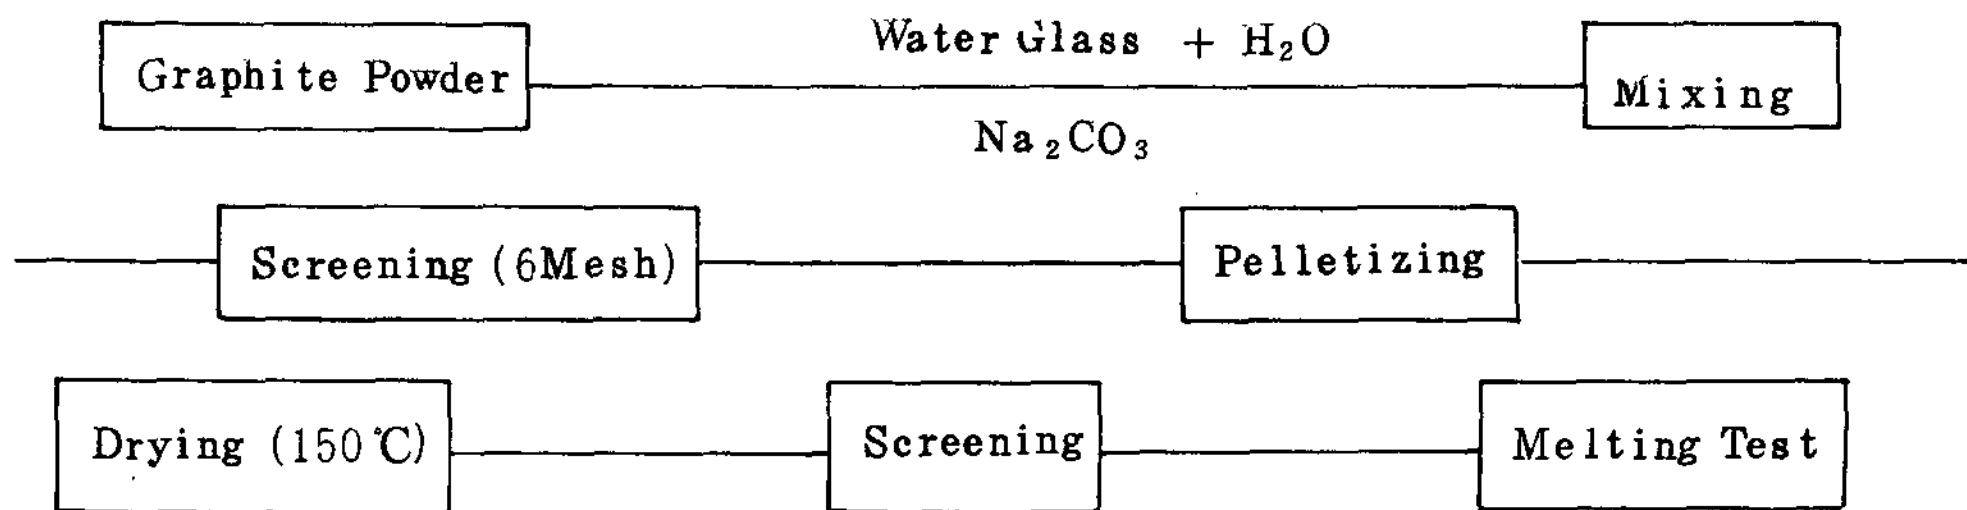 Graphite Powder
Water Glass + H₂O
Na₂CO₃
Mixing
Screening (6Mesh)
Pelletizing
Drying (150℃)
Screening
Melting Test